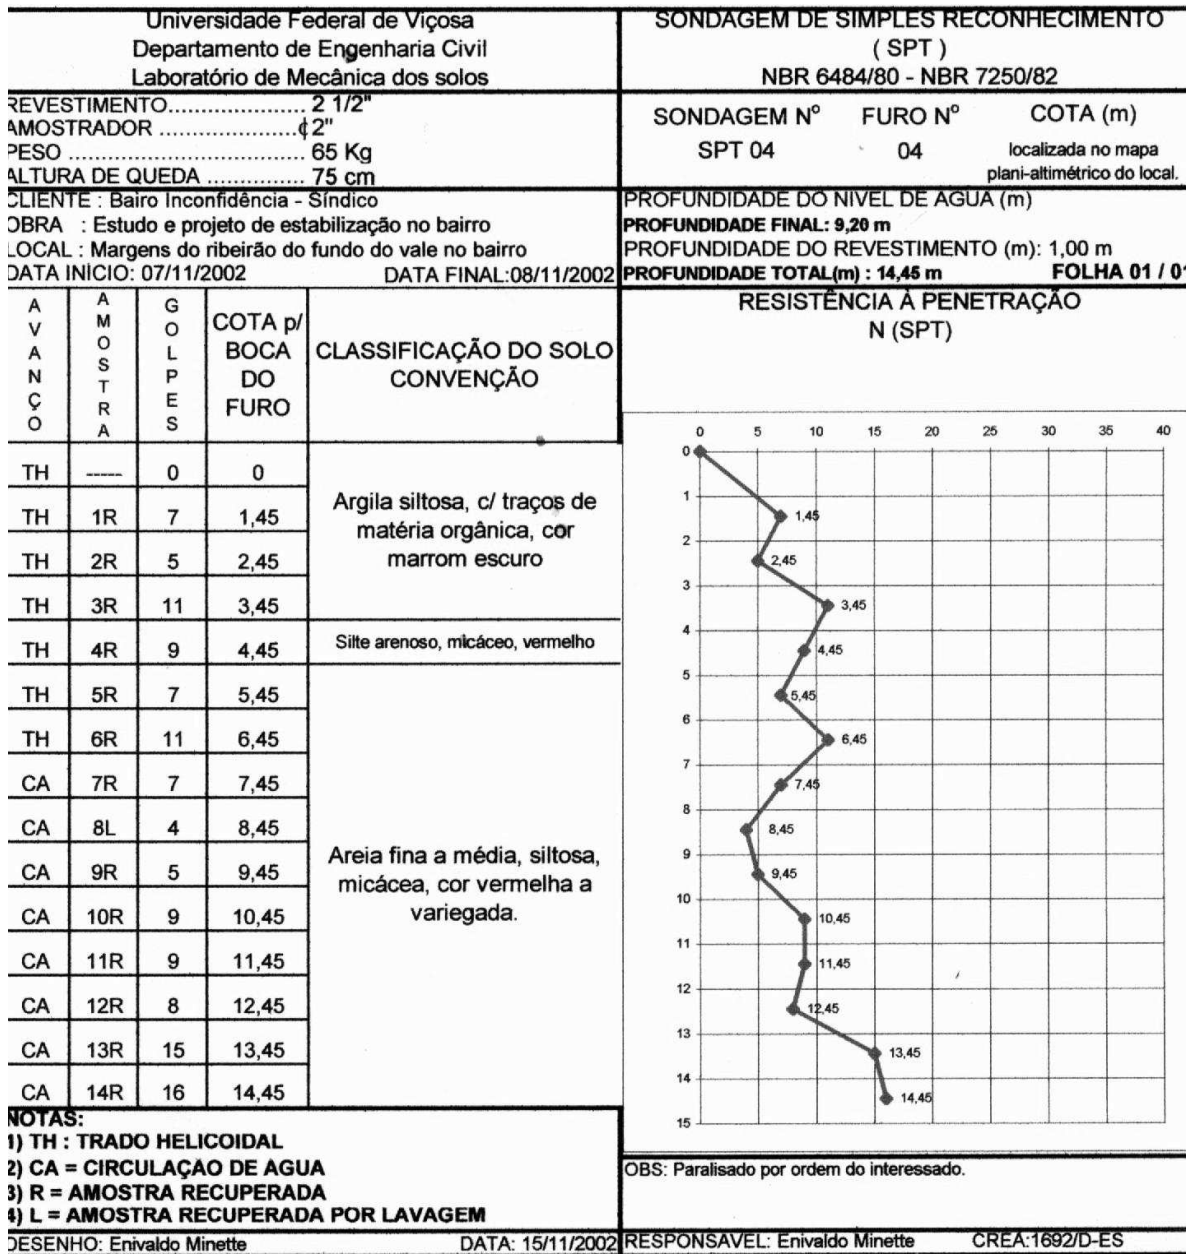 Universidade Federal de Viçosa
Departamento de Engenharia Civil
Laboratório de Mecânica dos solos
SONDAGEM DE SIMPLES RECONHECIMENTO
( SPT )
NBR 6484/80 - NBR 7250/82
REVESTIMENTO...................... 2 1/2"
AMOSTRADOR ......................¢ 2"
PESO .................................. 65 Kg
ALTURA DE QUEDA .............. 75 cm
SONDAGEM Nº FURO Nº COTA (m)
SPT 04 04 localizada no mapa
plani-altimétrico do local.
CLIENTE : Bairo Inconfidência - Síndico
OBRA : Estudo e projeto de estabilização no bairro
LOCAL : Margens do ribeirão do fundo do vale no bairro
DATA INÍCIO: 07/11/2002 DATA FINAL:08/11/2002
PROFUNDIDADE DO NIVEL DE AGUA (m)
PROFUNDIDADE FINAL: 9,20 m
PROFUNDIDADE DO REVESTIMENTO (m): 1,00 m
PROFUNDIDADE TOTAL(m) : 14,45 m FOLHA 01 / 01
AVANÇO
AMOSTRA
GOLPES
COTA p/
BOCA
DO
FURO
CLASSIFICAÇÃO DO SOLO
CONVENÇÃO
TH ----- 0 0
TH 1R 7 1,45
TH 2R 5 2,45
TH 3R 11 3,45
TH 4R 9 4,45
TH 5R 7 5,45
TH 6R 11 6,45
CA 7R 7 7,45
CA 8L 4 8,45
CA 9R 5 9,45
CA 10R 9 10,45
CA 11R 9 11,45
CA 12R 8 12,45
CA 13R 15 13,45
CA 14R 16 14,45
Argila siltosa, c/ traços de
matéria orgânica, cor
marrom escuro
Silte arenoso, micáceo, vermelho
Areia fina a média, siltosa,
micácea, cor vermelha a
variegada.
RESISTÊNCIA À PENETRAÇÃO
N (SPT)
0 5 10 15 20 25 30 35 40
0
1
1,45
2
2,45
3
3,45
4
4,45
5
5,45
6
6,45
7
7,45
8
8,45
9
9,45
10
10,45
11
11,45
12
12,45
13
13,45
14
14,45
15
NOTAS:
1) TH : TRADO HELICOIDAL
2) CA = CIRCULAÇÃO DE AGUA
3) R = AMOSTRA RECUPERADA
4) L = AMOSTRA RECUPERADA POR LAVAGEM
OBS: Paralisado por ordem do interessado.
DESENHO: Enivaldo Minette DATA: 15/11/2002
RESPONSAVEL: Enivaldo Minette CREA:1692/D-ES